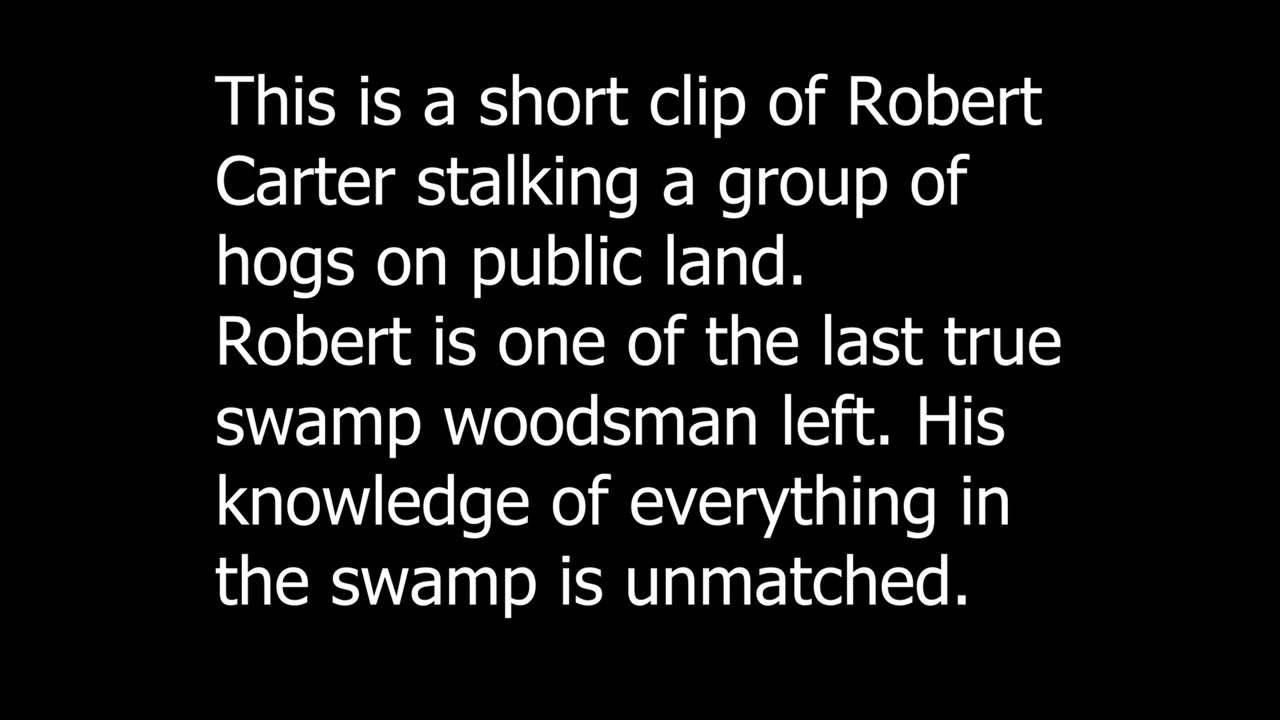 This is a short clip of Robert
Carter stalking a group of
hogs on public land.
Robert is one of the last true
swamp woodsman left. His
knowledge of everything in
the swamp is unmatched.